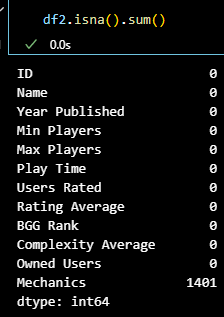 df2.isna().sum()
0.0s
ID 0
Name 0
Year Published 0
Min Players 0
Max Players 0
Play Time 0
Users Rated 0
Rating Average 0
BGG Rank 0
Complexity Average 0
Owned Users 0
Mechanics 1401
dtype: int64